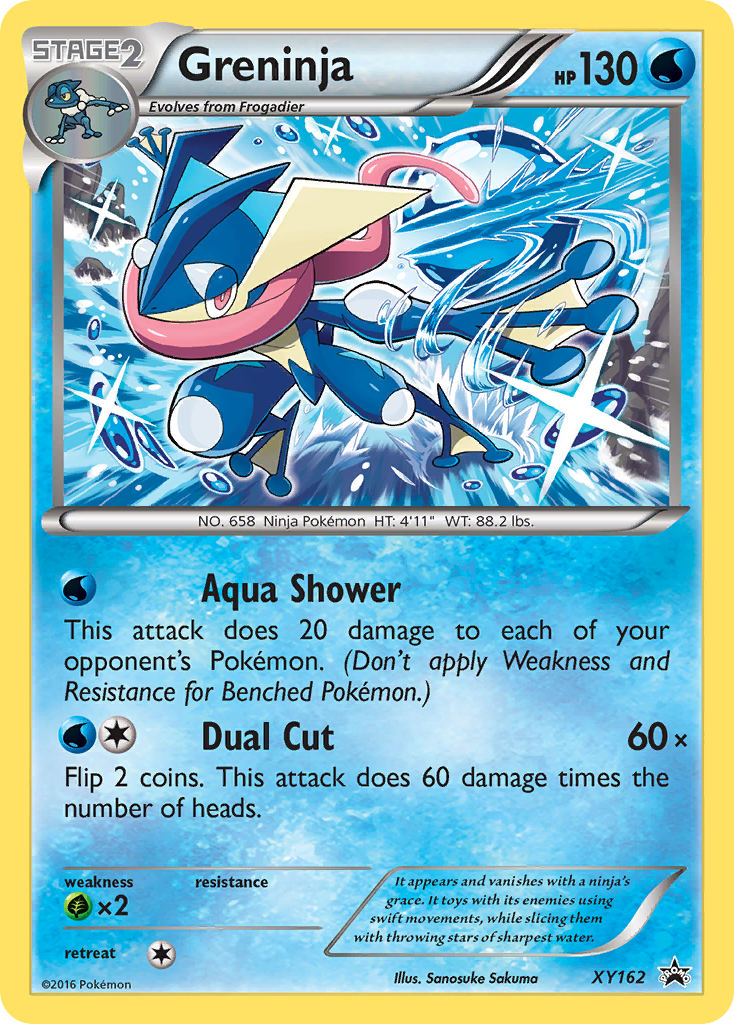 STAGE2
Greninja
HP130
Evolves from Frogadier
NO. 658 Ninja Pokémon HT: 4'11" WT: 88.2 lbs.
Aqua Shower
This attack does 20 damage to each of your
opponent's Pokémon. (Don't apply Weakness and
Resistance for Benched Pokémon.)
Dual Cut 60×
Flip 2 coins. This attack does 60 damage times the
number of heads.
weakness resistance
×2
retreat
It appears and vanishes with a ninja's
grace. It toys with its enemies using
swift movements, while slicing them
with throwing stars of sharpest water.
©2016 Pokémon
Illus. Sanosuke Sakuma
XY162
PROMO